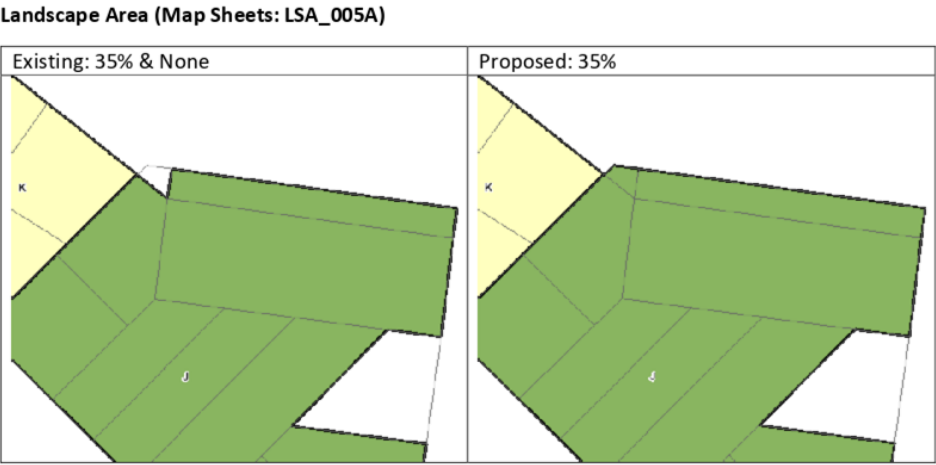 Landscape Area (Map Sheets: LSA_005A)
Existing: 35% & None
Proposed: 35%
K
K
J
J